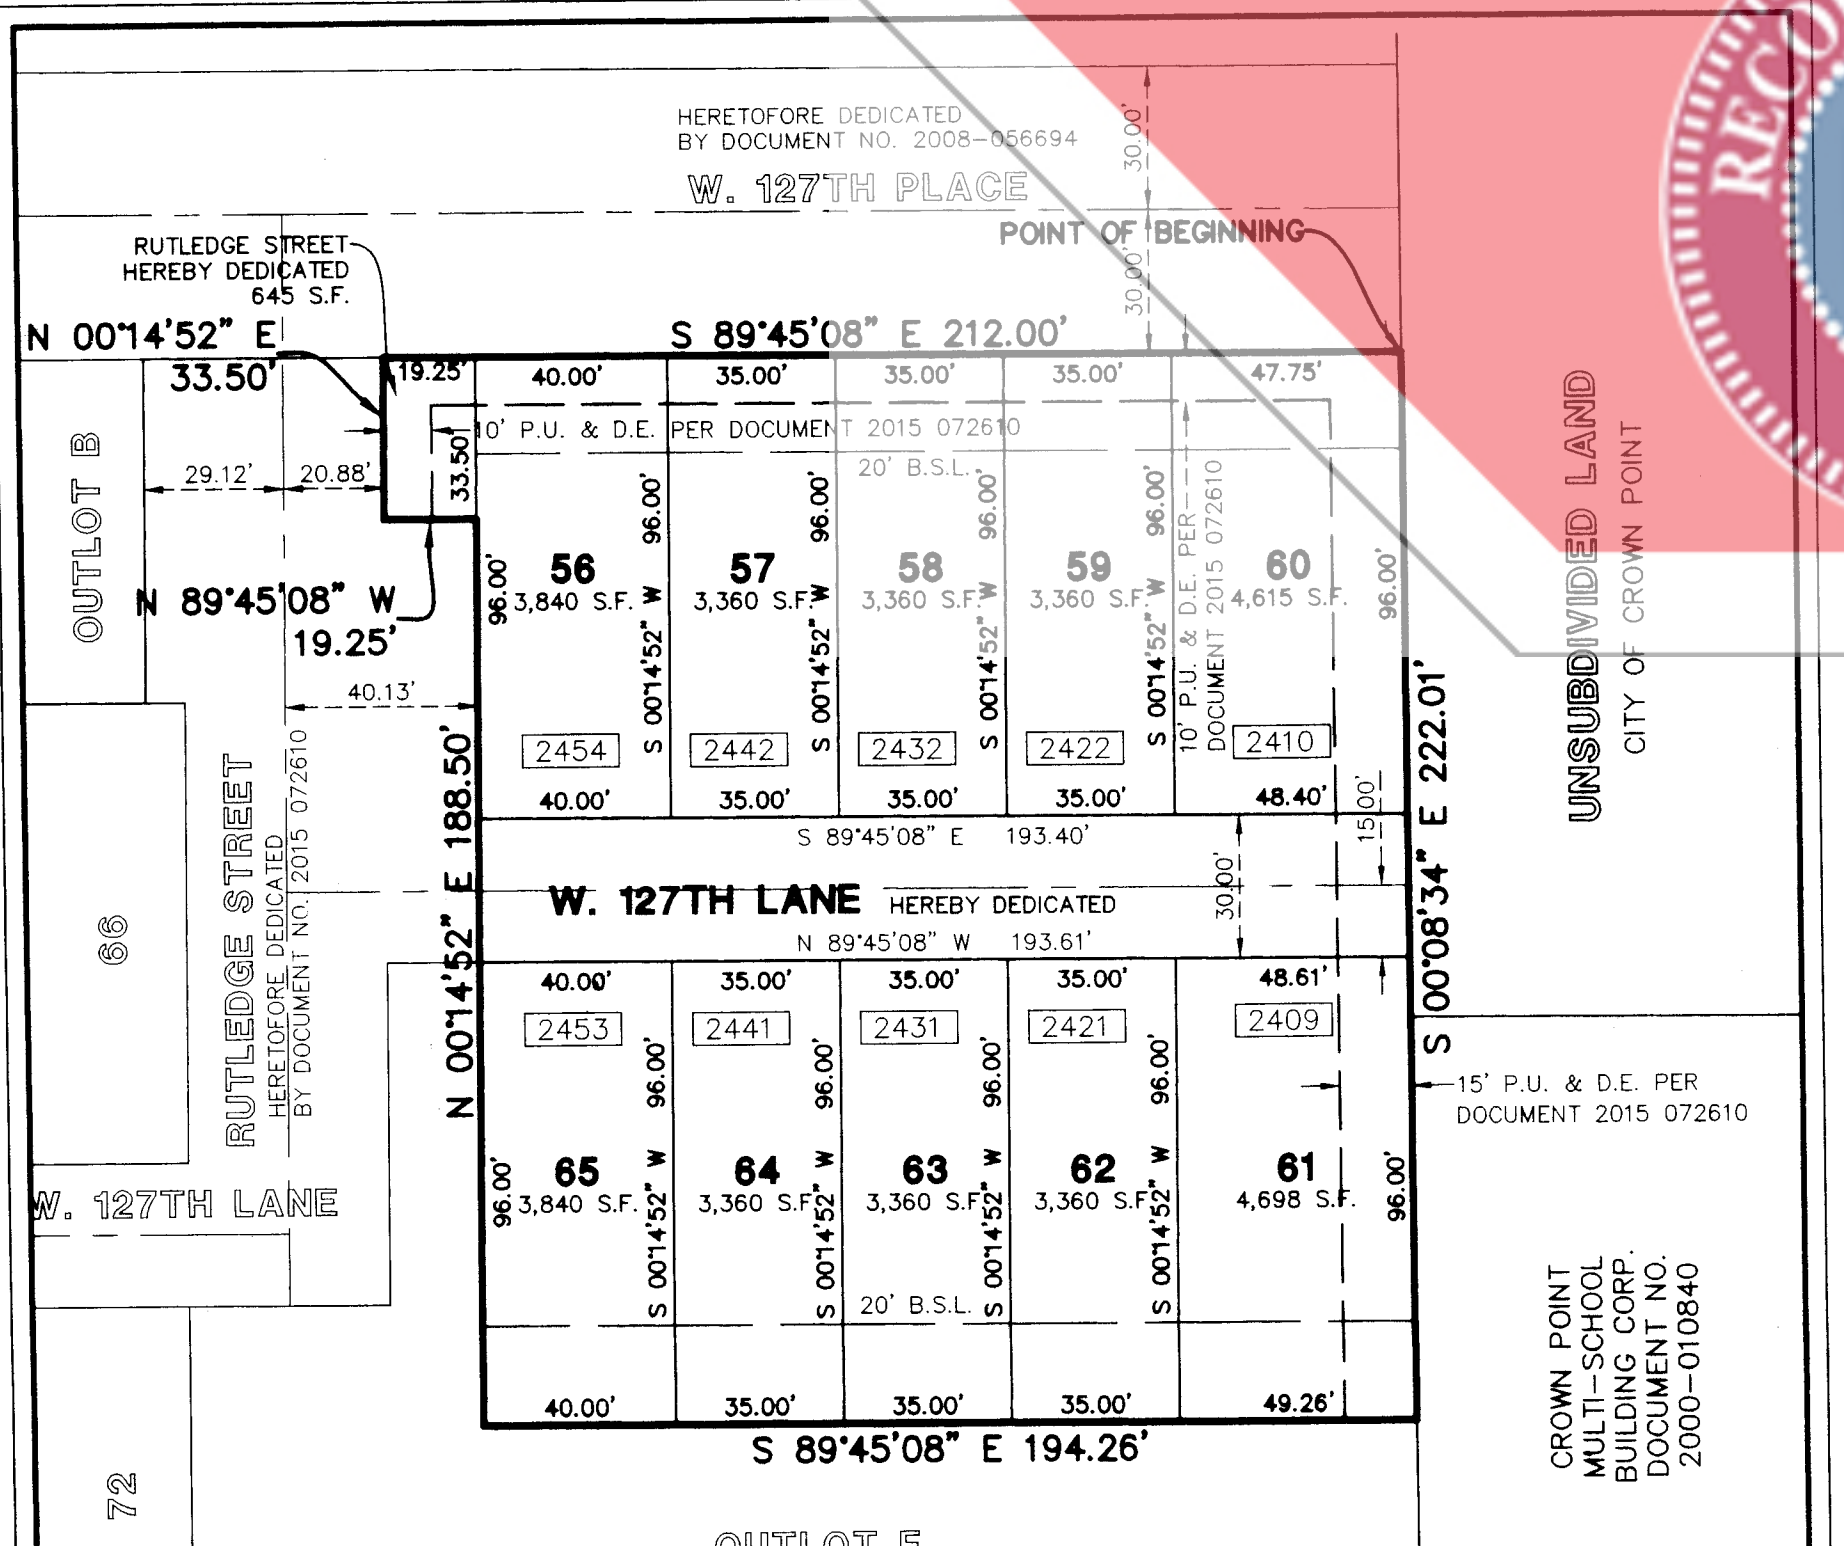 HERETOFORE DEDICATED
BY DOCUMENT NO. 2008-056694
W. 127TH PLACE
30.00'
30.00'
POINT OF BEGINNING
RUTLEDGE STREET
HEREBY DEDICATED
645 S.F.
N 00°14'52" E
33.50'
S 89°45'08" E 212.00'
19.25'
40.00'
35.00'
35.00'
35.00'
47.75'
10' P.U. & D.E. PER DOCUMENT 2015 072610
20' B.S.L.
33.50'
29.12'
20.88'
OUTLOT B
N 89°45'08" W
19.25'
40.13'
96.00'
56
3,840 S.F.
S 00°14'52" W 96.00'
57
3,360 S.F.
S 00°14'52" W 96.00'
58
3,360 S.F.
S 00°14'52" W 96.00'
59
3,360 S.F.
S 00°14'52" W 96.00'
10' P.U. & D.E. PER
DOCUMENT 2015 072610
60
4,615 S.F.
96.00'
2454
2442
2432
2422
2410
40.00'
35.00'
35.00'
35.00'
48.40'
15.00'
S 89°45'08" E 193.40'
W. 127TH LANE HEREBY DEDICATED
30.00'
N 89°45'08" W 193.61'
N 00°14'52" E 188.50'
S 00°08'34" E 222.01'
UNSUBDIVIDED LAND
CITY OF CROWN POINT
RUTLEDGE STREET
HERETOFORE DEDICATED
BY DOCUMENT NO. 2015 072610
66
40.00'
35.00'
35.00'
35.00'
48.61'
2453
2441
2431
2421
2409
15' P.U. & D.E. PER
DOCUMENT 2015 072610
96.00'
65
3,840 S.F.
S 00°14'52" W 96.00'
64
3,360 S.F.
S 00°14'52" W 96.00'
63
3,360 S.F.
S 00°14'52" W 96.00'
62
3,360 S.F.
S 00°14'52" W 96.00'
61
4,698 S.F.
96.00'
W. 127TH LANE
20' B.S.L.
40.00'
35.00'
35.00'
35.00'
49.26'
S 89°45'08" E 194.26'
CROWN POINT
MULTI-SCHOOL
BUILDING CORP.
DOCUMENT NO.
2000-010840
72
OUTLOT
RECO